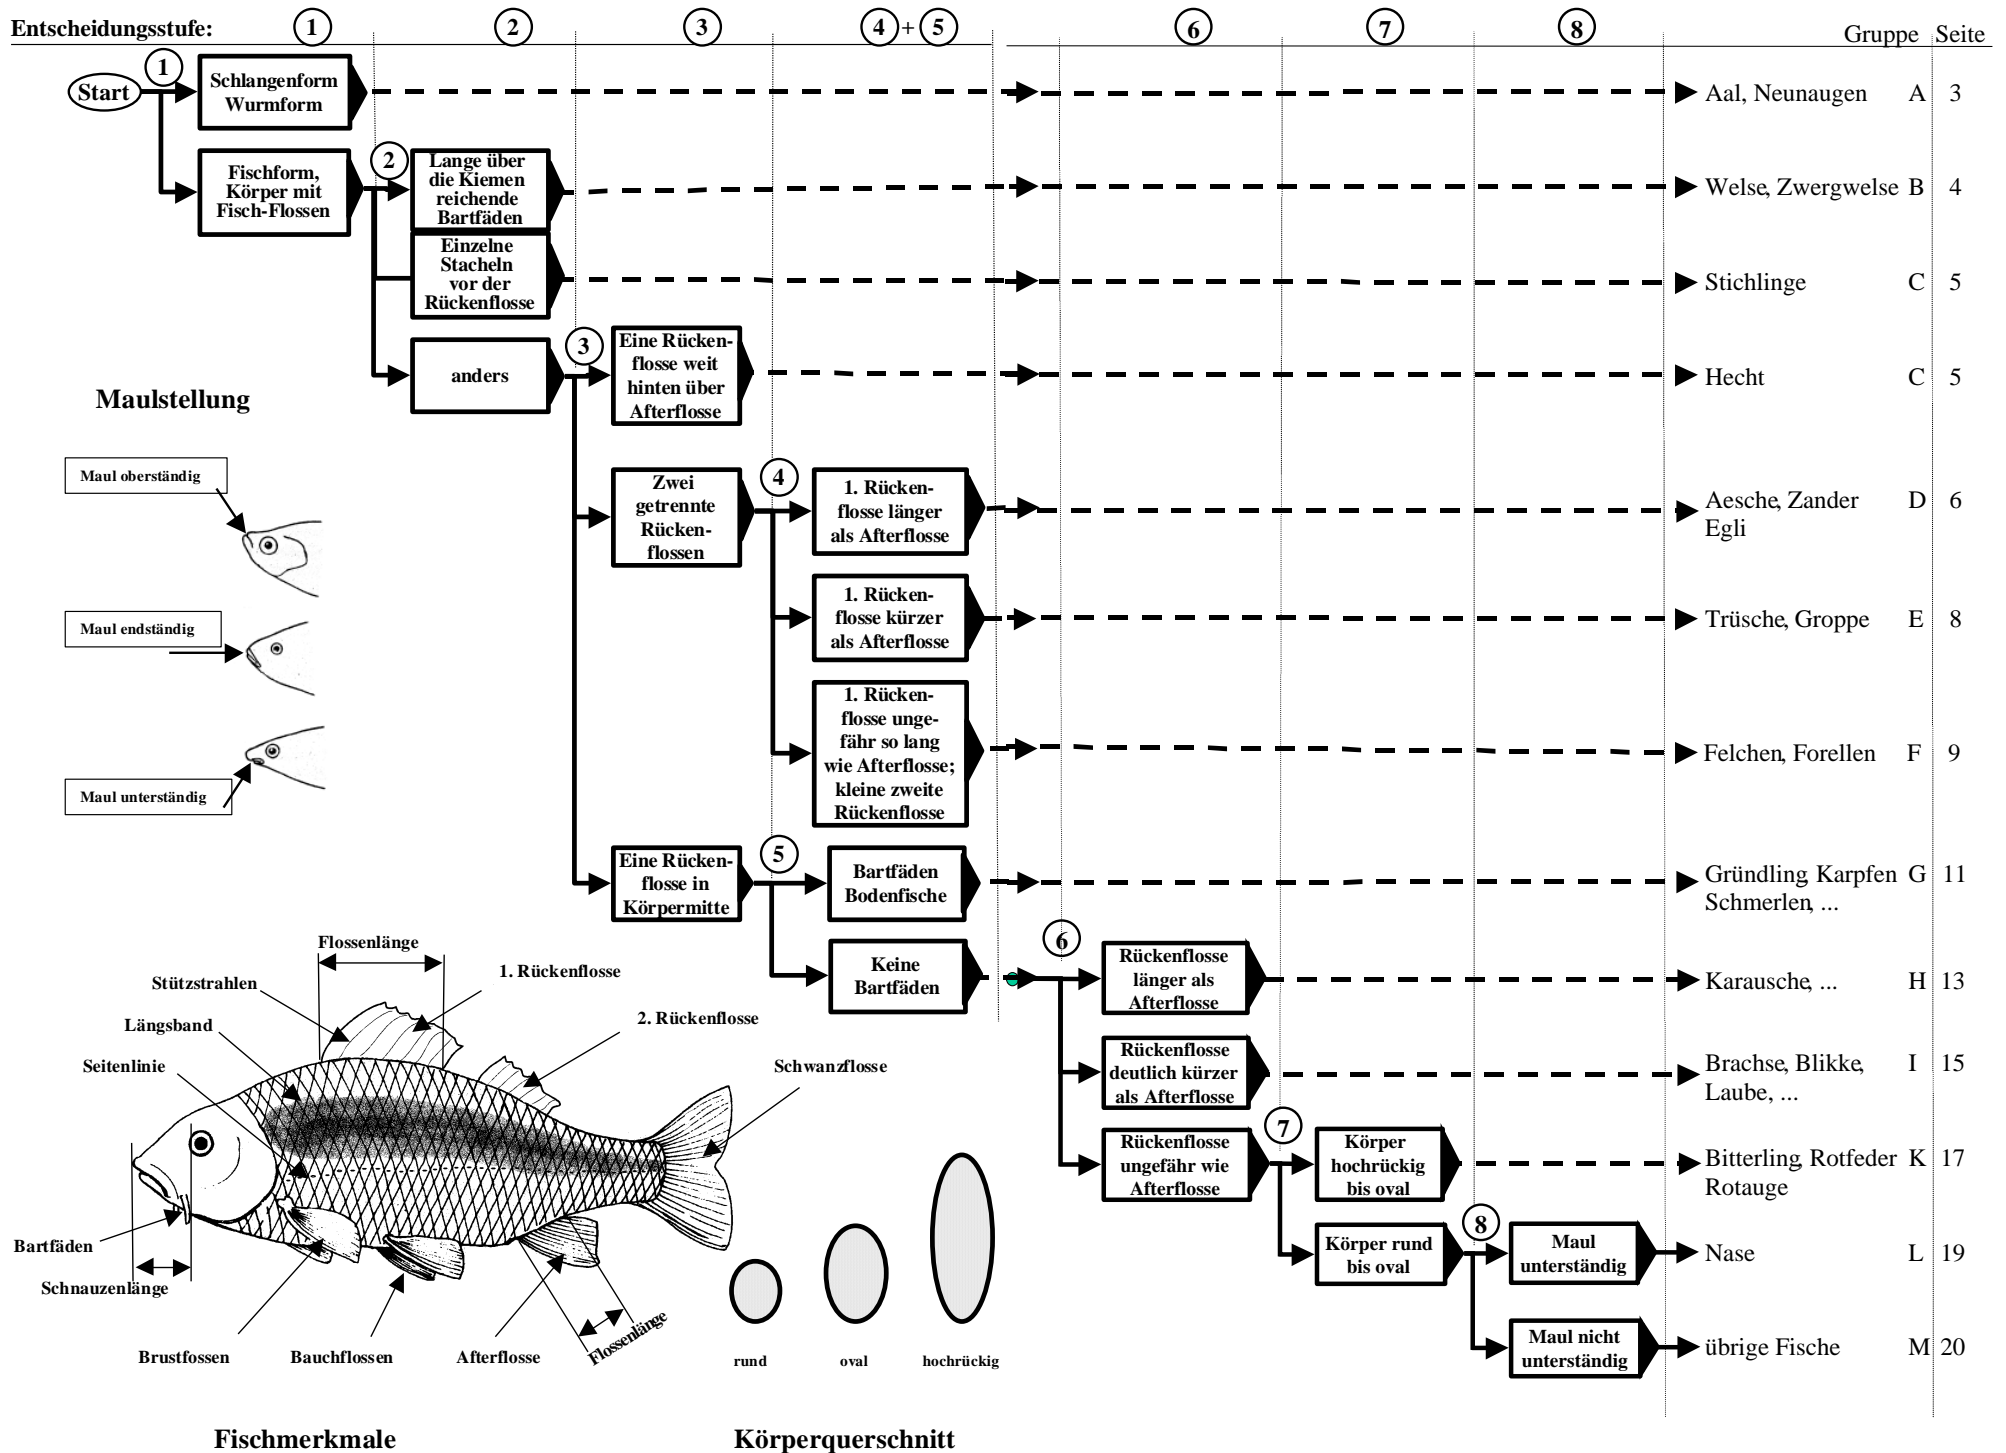 Entscheidungsstufe: 1 2 3 4 + 5 6 7 8 Gruppe Seite
Start
1
Schlangenform
Wurmform
Aal, Neunaugen A 3
Fischform,
Körper mit
Fisch-Flossen
2
Lange über
die Kiemen
reichende
Bartfäden
Welse, Zwergwelse B 4
Einzelne
Stacheln
vor der
Rückenflosse
Stichlinge C 5
anders
3
Eine Rücken-
flosse weit
hinten über
Afterflosse
Hecht C 5
Zwei
getrennte
Rücken-
flossen
4
1. Rücken-
flosse länger
als Afterflosse
Aesche, Zander D 6
Egli
1. Rücken-
flosse kürzer
als Afterflosse
Trüsche, Groppe E 8
1. Rücken-
flosse unge-
fähr so lang
wie Afterflosse;
kleine zweite
Rückenflosse
Felchen, Forellen F 9
Eine Rücken-
flosse in
Körpermitte
5
Bartfäden
Bodenfische
Gründling, Karpfen G 11
Schmerlen, ...
Keine
Bartfäden
6
Rückenflosse
länger als
Afterflosse
Karausche, ... H 13
Rückenflosse
deutlich kürzer
als Afterflosse
Brachse, Blikke, I 15
Laube, ...
Rückenflosse
ungefähr wie
Afterflosse
7
Körper
hochrückig
bis oval
Bitterling, Rotfeder K 17
Rotauge
Körper rund
bis oval
8
Maul
unterständig
Nase L 19
Maul nicht
unterständig
übrige Fische M 20
Maulstellung
Maul oberständig
Maul endständig
Maul unterständig
Flossenlänge
1. Rückenflosse
Stützstrahlen
2. Rückenflosse
Längsband
Seitenlinie
Schwanzflosse
Bartfäden
Schnauzenlänge
Brustfossen
Bauchflossen
Afterflosse
Flossenlänge
rund
oval
hochrückig
Fischmerkmale
Körperquerschnitt